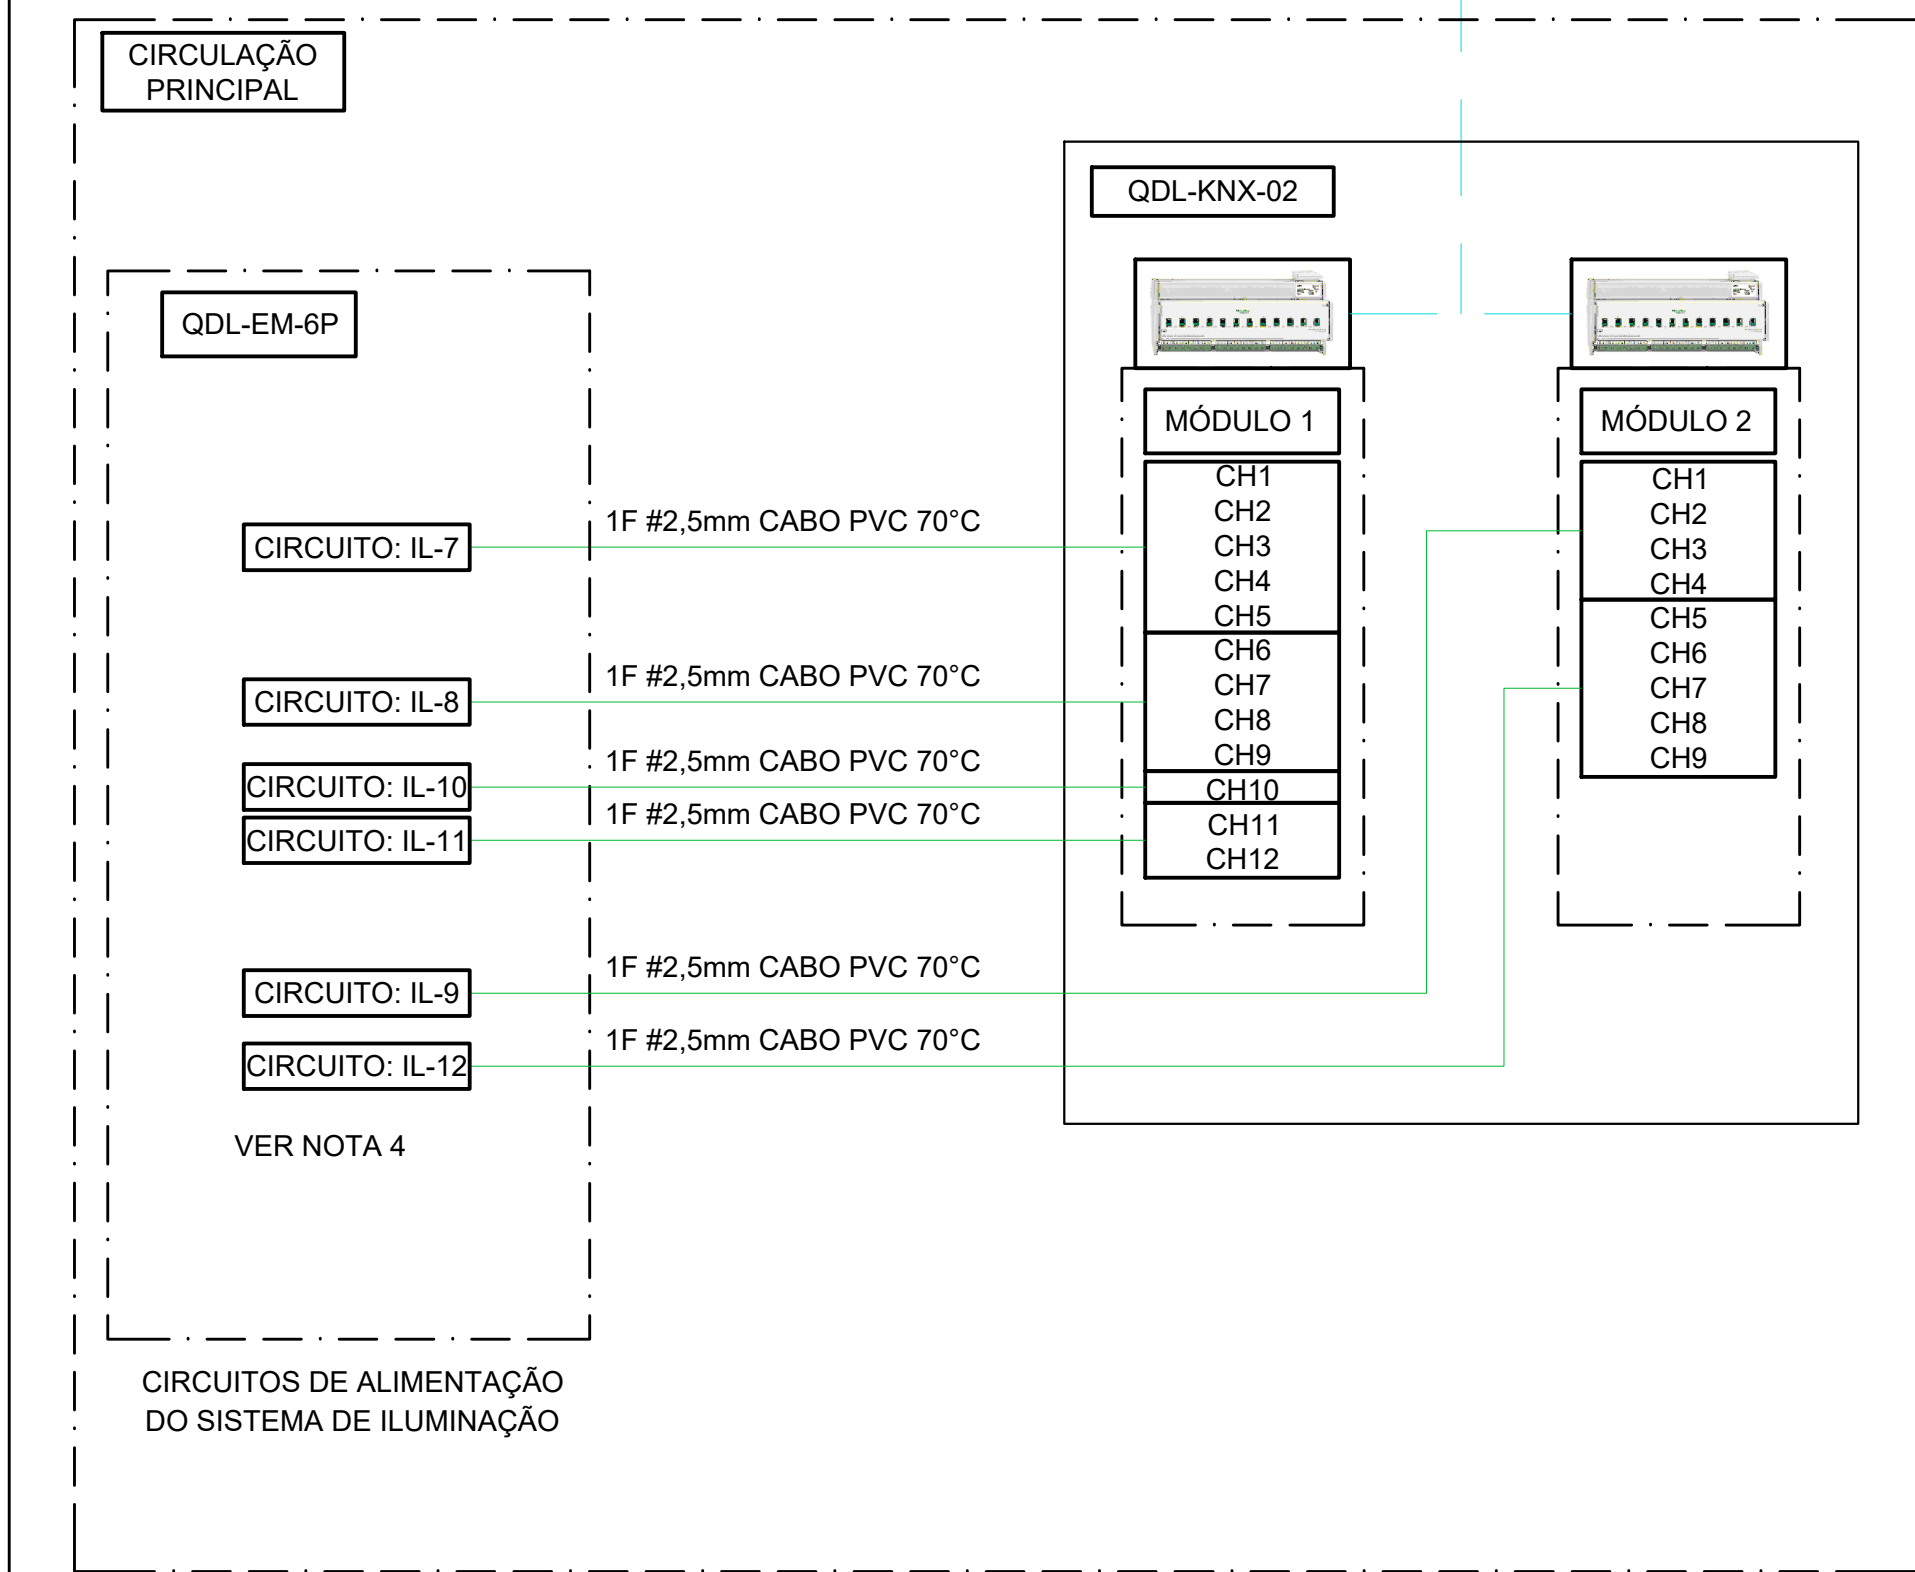 CIRCULAÇÃO
PRINCIPAL
QDL-KNX-02
QDL-EM-6P
MÓDULO 1
MÓDULO 2
CH1
CH2
CH3
CH4
CH5
CH6
CH7
CH8
CH9
CH10
CH11
CH12
CH1
CH2
CH3
CH4
CH5
CH6
CH7
CH8
CH9
CIRCUITO: IL-7
1F #2,5mm CABO PVC 70°C
CIRCUITO: IL-8
1F #2,5mm CABO PVC 70°C
CIRCUITO: IL-10
1F #2,5mm CABO PVC 70°C
CIRCUITO: IL-11
1F #2,5mm CABO PVC 70°C
CIRCUITO: IL-9
1F #2,5mm CABO PVC 70°C
CIRCUITO: IL-12
1F #2,5mm CABO PVC 70°C
VER NOTA 4
CIRCUITOS DE ALIMENTAÇÃO
DO SISTEMA DE ILUMINAÇÃO